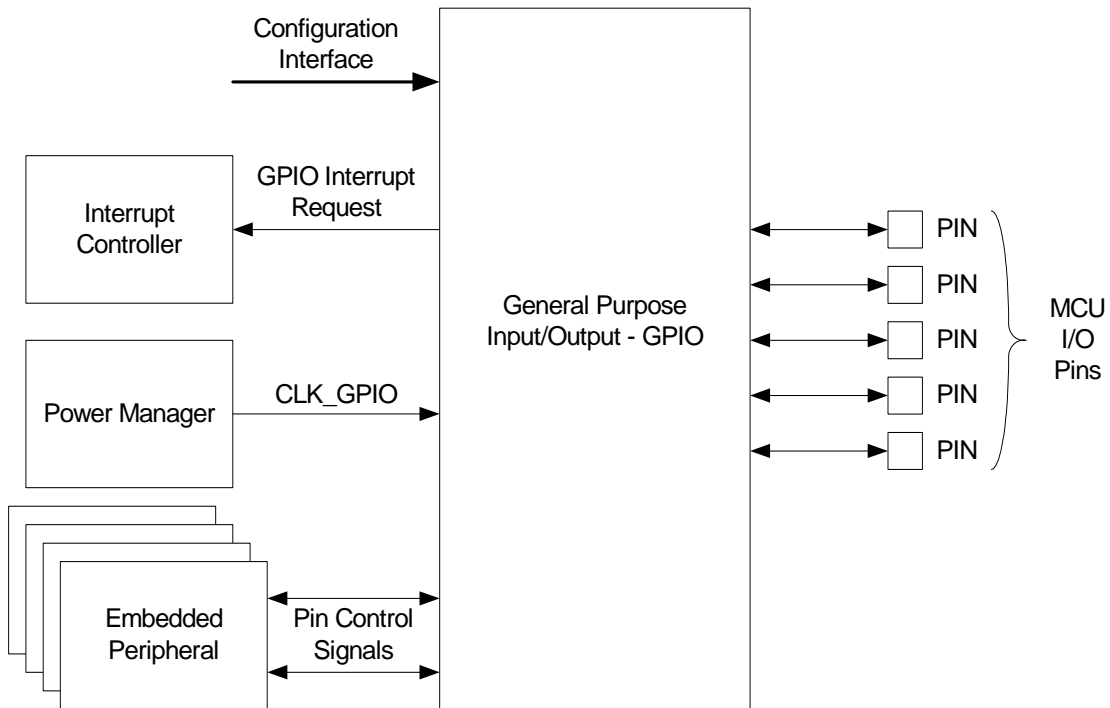 Configuration
Interface
GPIO Interrupt
Request
Interrupt
Controller
General Purpose
Input/Output - GPIO
Power Manager
CLK_GPIO
Embedded
Peripheral
Pin Control
Signals
PIN
PIN
PIN
PIN
PIN
MCU
I/O
Pins